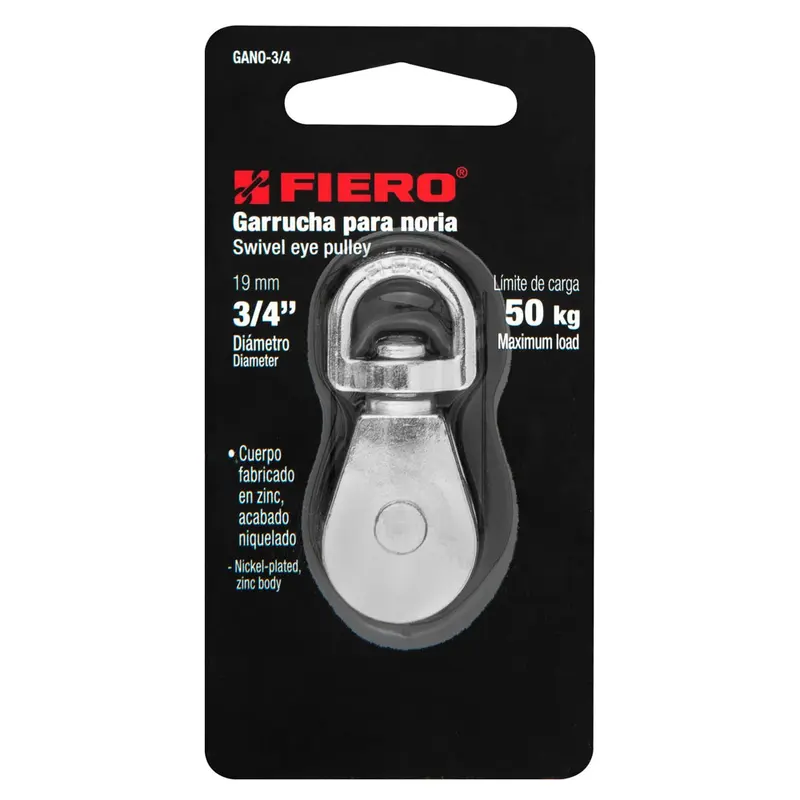 GANO-3/4
FIERO®
Garrucha para noria
Swivel eye pulley
19 mm
3/4”
Diámetro
Diameter
Límite de carga
50 kg
Maximum load
FIERO
• Cuerpo
fabricado
en zinc,
acabado
niquelado
- Nickel-plated,
zinc body